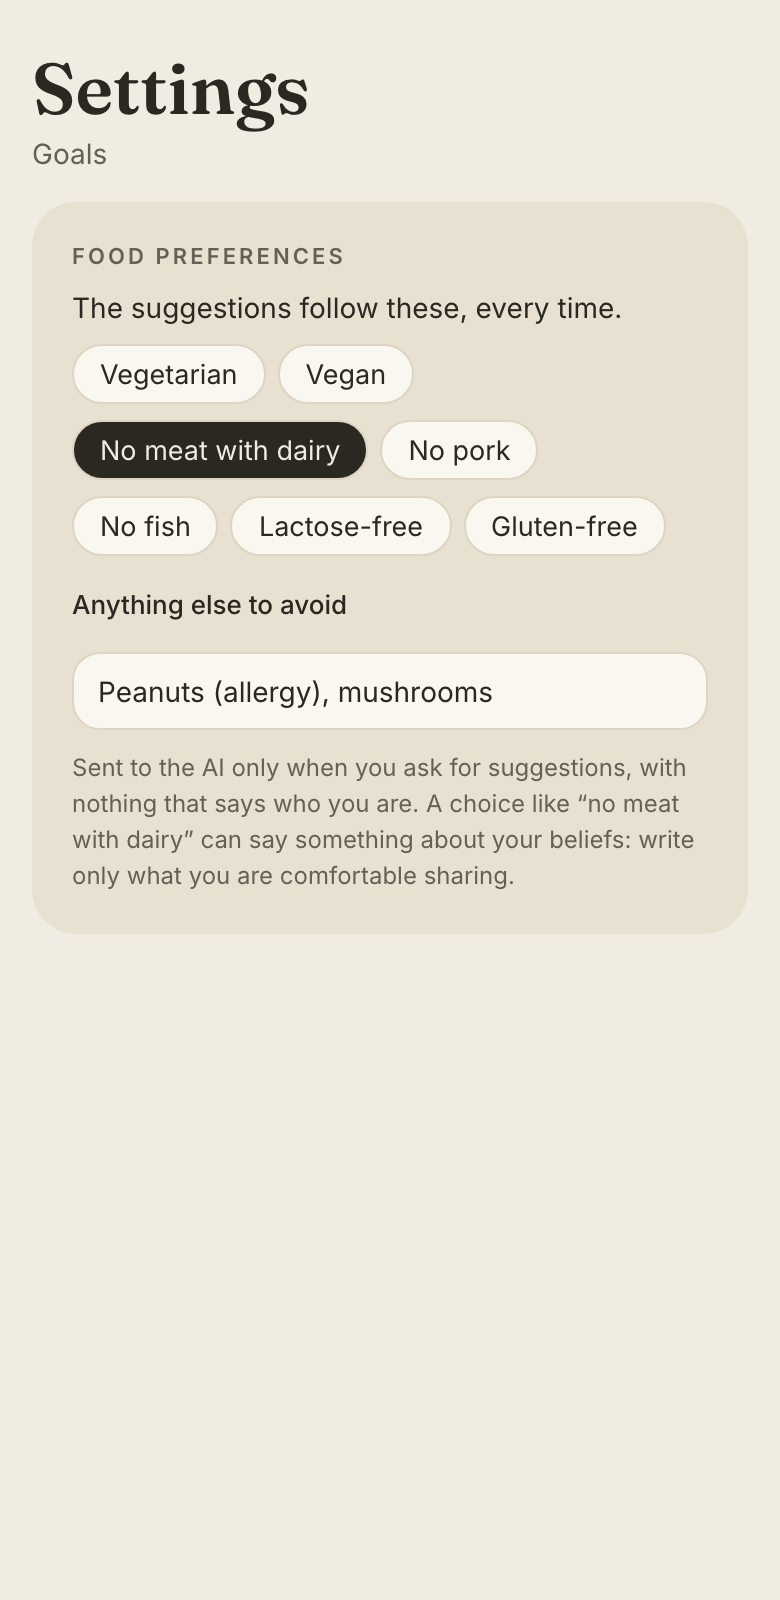 Settings
Goals
FOOD PREFERENCES
The suggestions follow these, every time.
Vegetarian Vegan
No meat with dairy No pork
No fish Lactose-free Gluten-free
Anything else to avoid
Peanuts (allergy), mushrooms
Sent to the AI only when you ask for suggestions, with
nothing that says who you are. A choice like “no meat
with dairy” can say something about your beliefs: write
only what you are comfortable sharing.